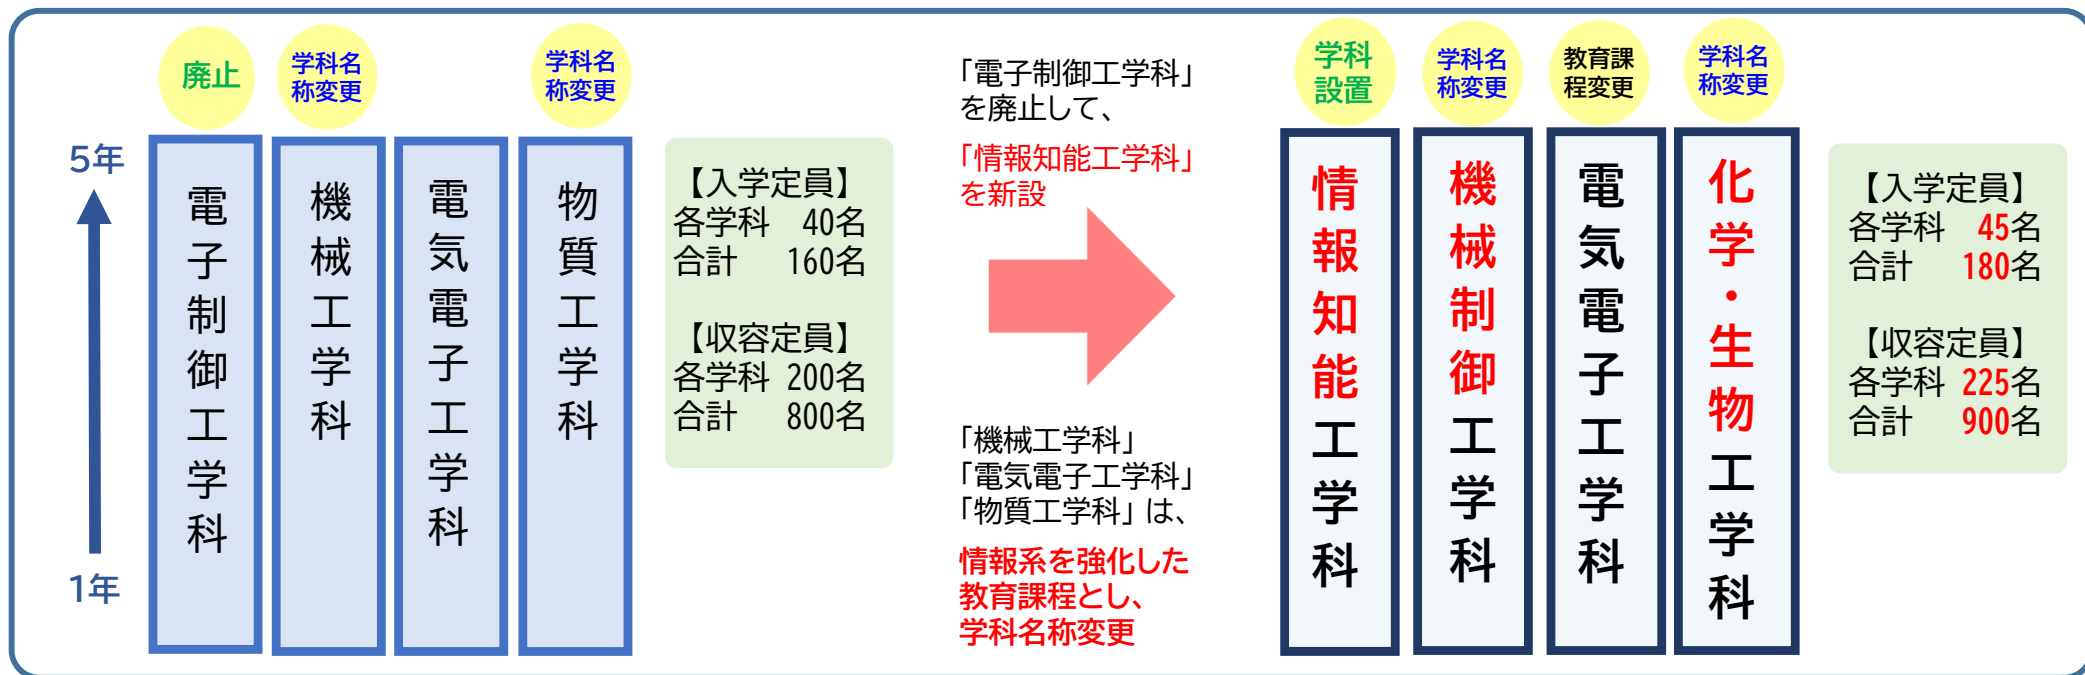 廃止
学科名
称変更
学科名
称変更
5年
1年
電子制御工学科
機械工学科
電気電子工学科
物質工学科
【入学定員】
各学科 40名
合計 160名
【収容定員】
各学科 200名
合計 800名
「電子制御工学科」
を廃止して、
「情報知能工学科」
を新設
「機械工学科」
「電気電子工学科」
「物質工学科」は、
情報系を強化した
教育課程とし、
学科名称変更
学科
設置
学科名
称変更
教育課
程変更
学科名
称変更
情報知能工学科
機械制御工学科
電気電子工学科
化学・生物工学科
【入学定員】
各学科 45名
合計 180名
【収容定員】
各学科 225名
合計 900名